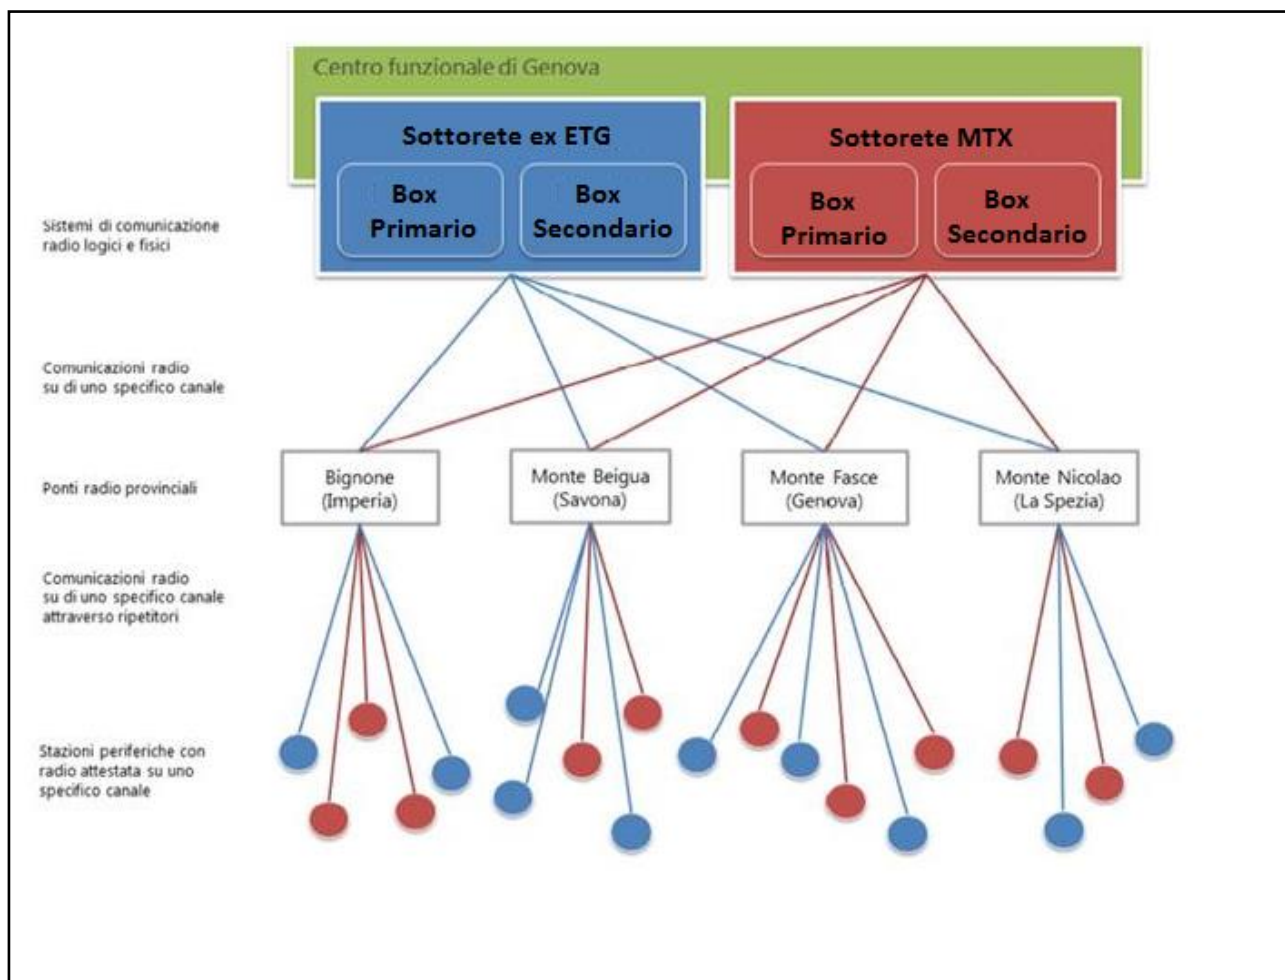 Centro funzionale di Genova
Sottorete ex ETG
Sottorete MTX
Box
Primario
Box
Secondario
Box
Primario
Box
Secondario
Sistemi di comunicazione
radio logici e fisici
Comunicazioni radio
su di uno specifico canale
Ponti radio provinciali
Bignone
(Imperia)
Monte Beigua
(Savona)
Monte Fasce
(Genova)
Monte Nicolao
(La Spezia)
Comunicazioni radio
su di uno specifico canale
attraverso ripetitori
Stazioni periferiche con
radio attestata su uno
specifico canale